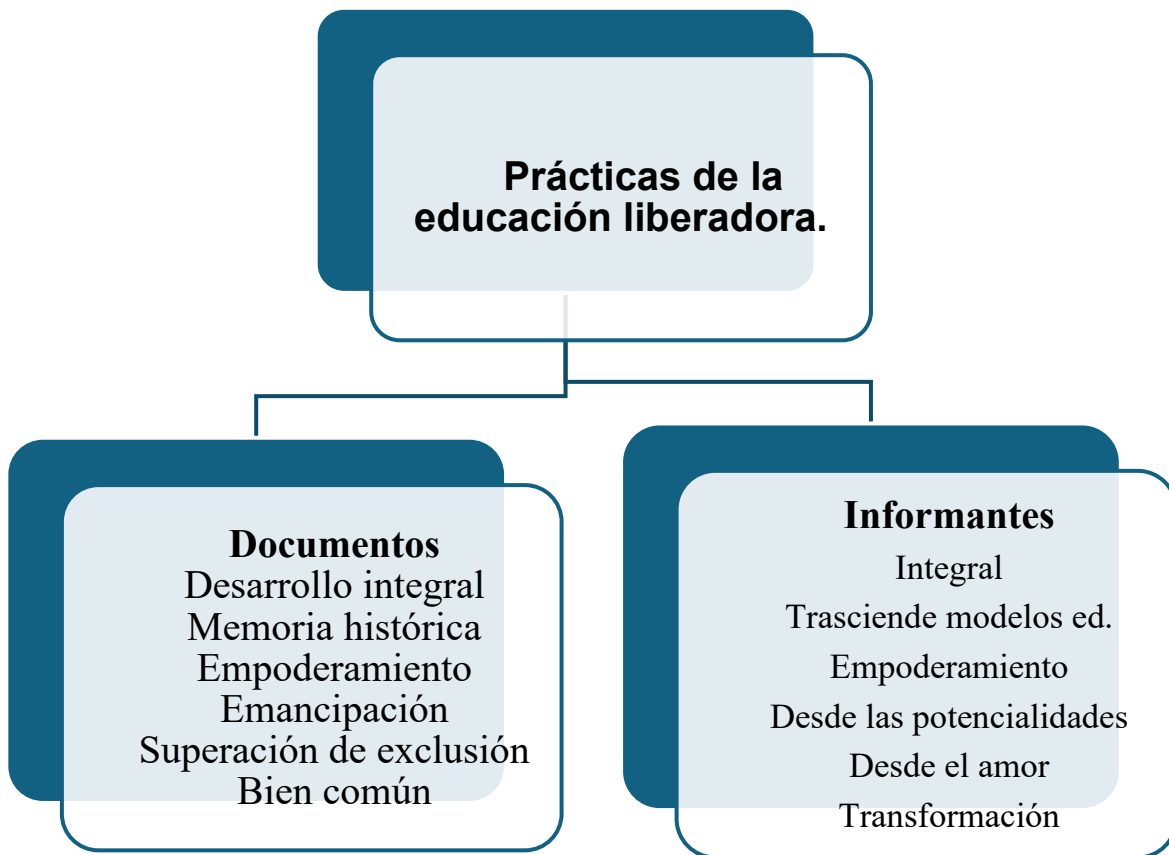 Prácticas de la
educación liberadora.
Documentos
Desarrollo integral
Memoria histórica
Empoderamiento
Emancipación
Superación de exclusión
Bien común
Informantes
Integral
Trasciende modelos ed.
Empoderamiento
Desde las potencialidades
Desde el amor
Transformación